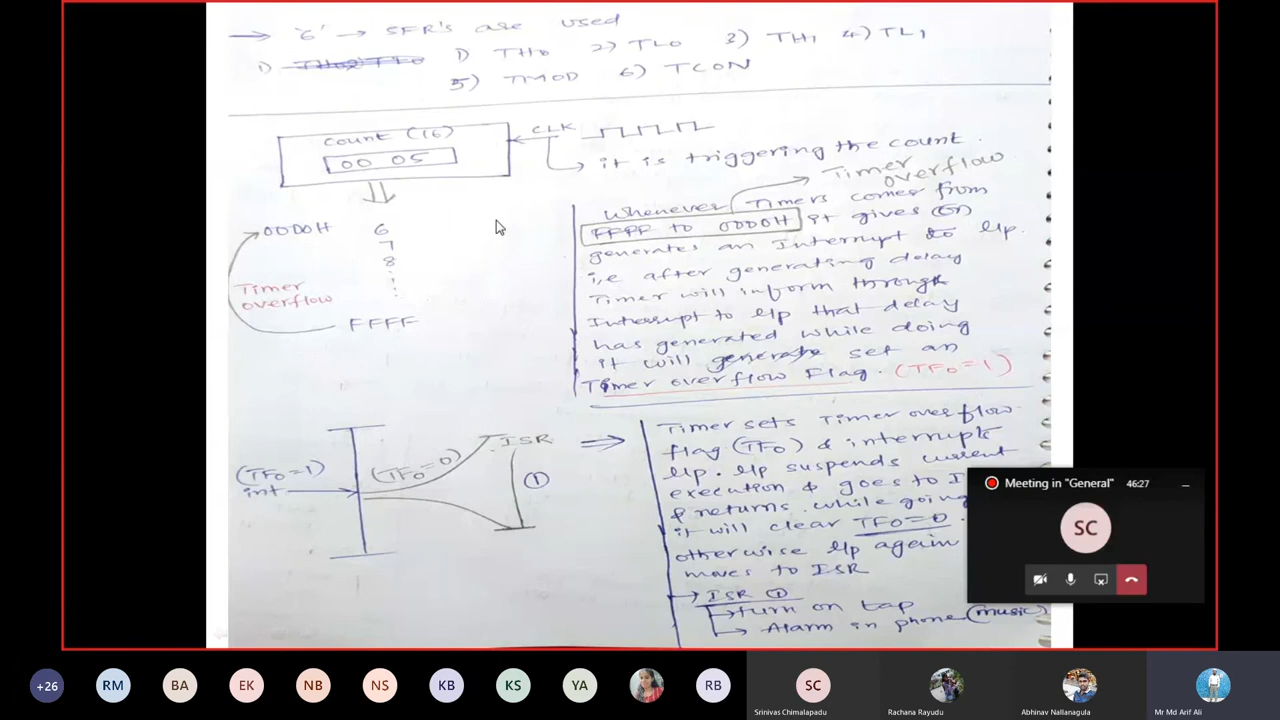 → '6' → SFR's are used
1) TH0, TL0 1) TH0 2) TL0 3) TH1 4) TL1
5) TMOD 6) TCON
count (16)
00 05
CLK
it is triggering the count.
Timer
overflow
0000H 6
7
8
Timer
overflow
FFFF
Whenever Timers comes from
FFFF to 0000H it gives (or)
generates an Interrupt to μp.
i,e after generating delay
Timer will inform through
Interrupt to μp that delay
has generated while doing
it will generate set an
Timer overflow Flag. (TF0=1)
(TF0=1)
int
(TF0=0)
ISR
1
Timer sets Timer overflow
flag (TF0) & interrupts
μp. μp suspends current
execution & goes to I
& returns. while going
it will clear TF0=0.
otherwise μp again
moves to ISR
→ ISR 1
→ turn on tap
→ Alarm in phone (music)
Meeting in "General" 46:27
SC
+26 RM BA EK NB NS KB KS YA RB SC
Srinivas Chimalapadu Rachana Rayudu Abhinav Nallanagula Mr Md Arif Ali